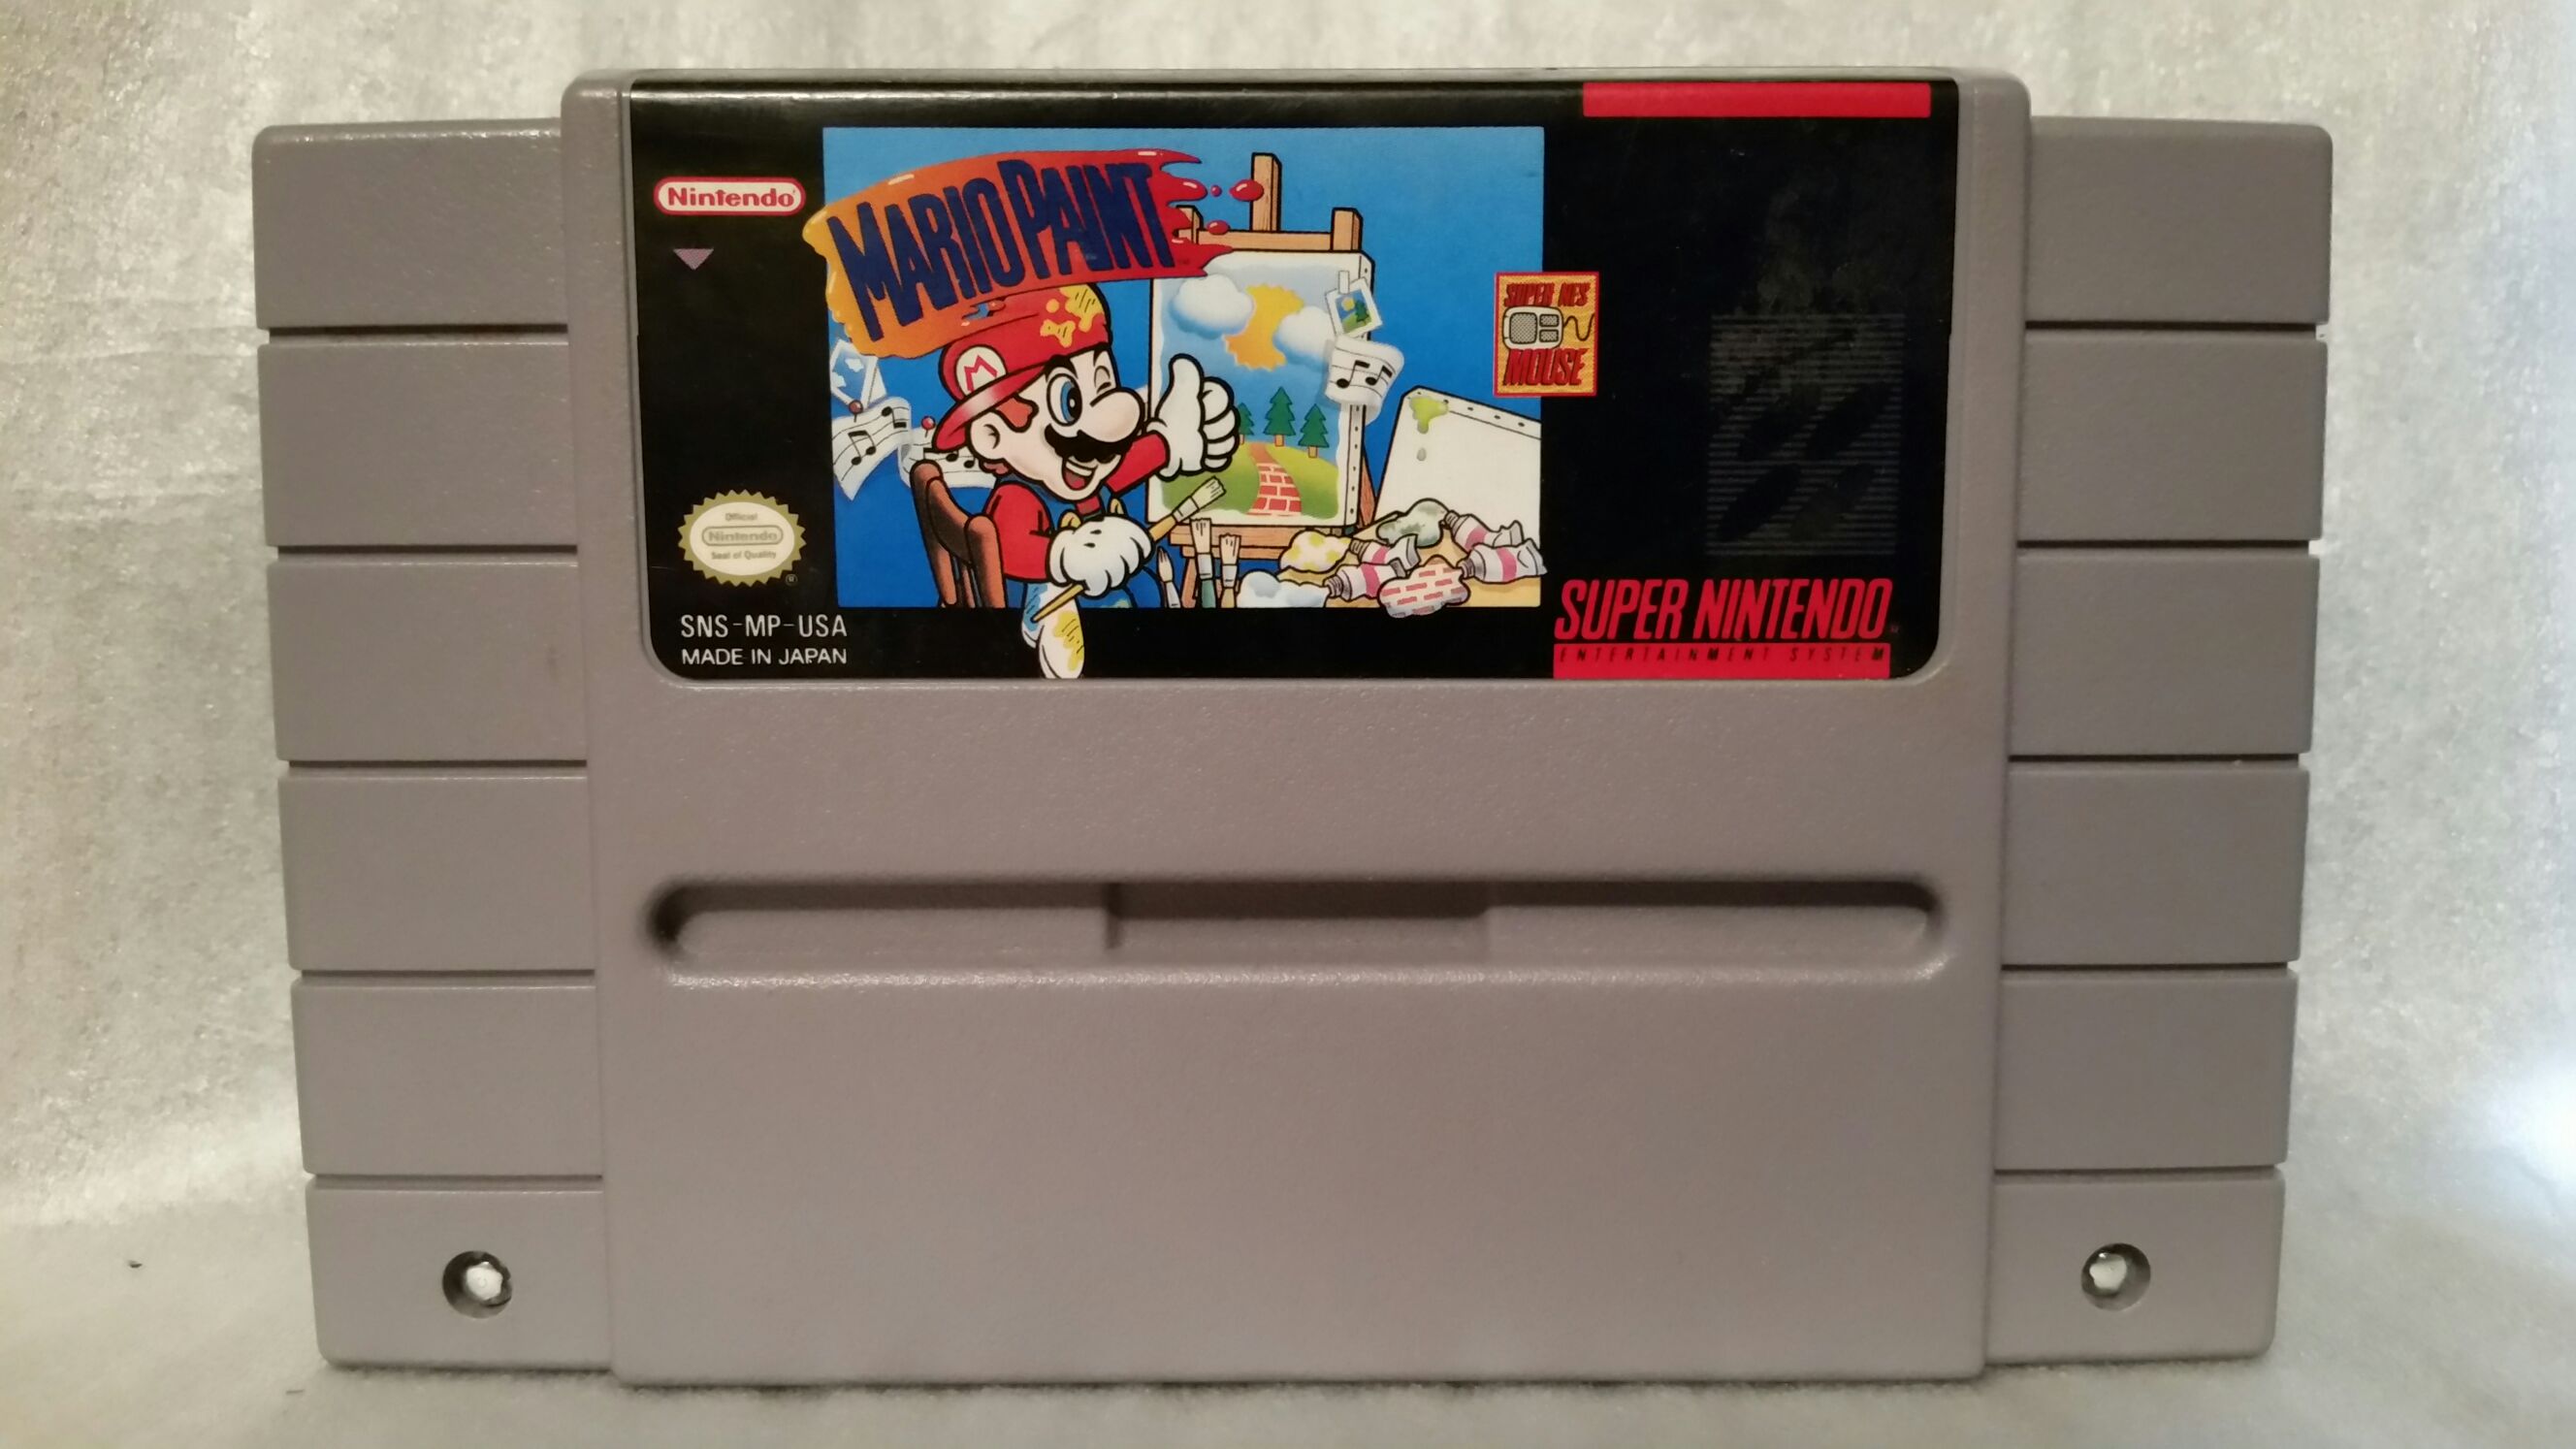 Nintendo®
MARIO PAINT™
M
SUPER NES
MOUSE
Official
Nintendo
Seal of Quality
®
SNS-MP-USA
MADE IN JAPAN
SUPER NINTENDO
ENTERTAINMENT SYSTEM